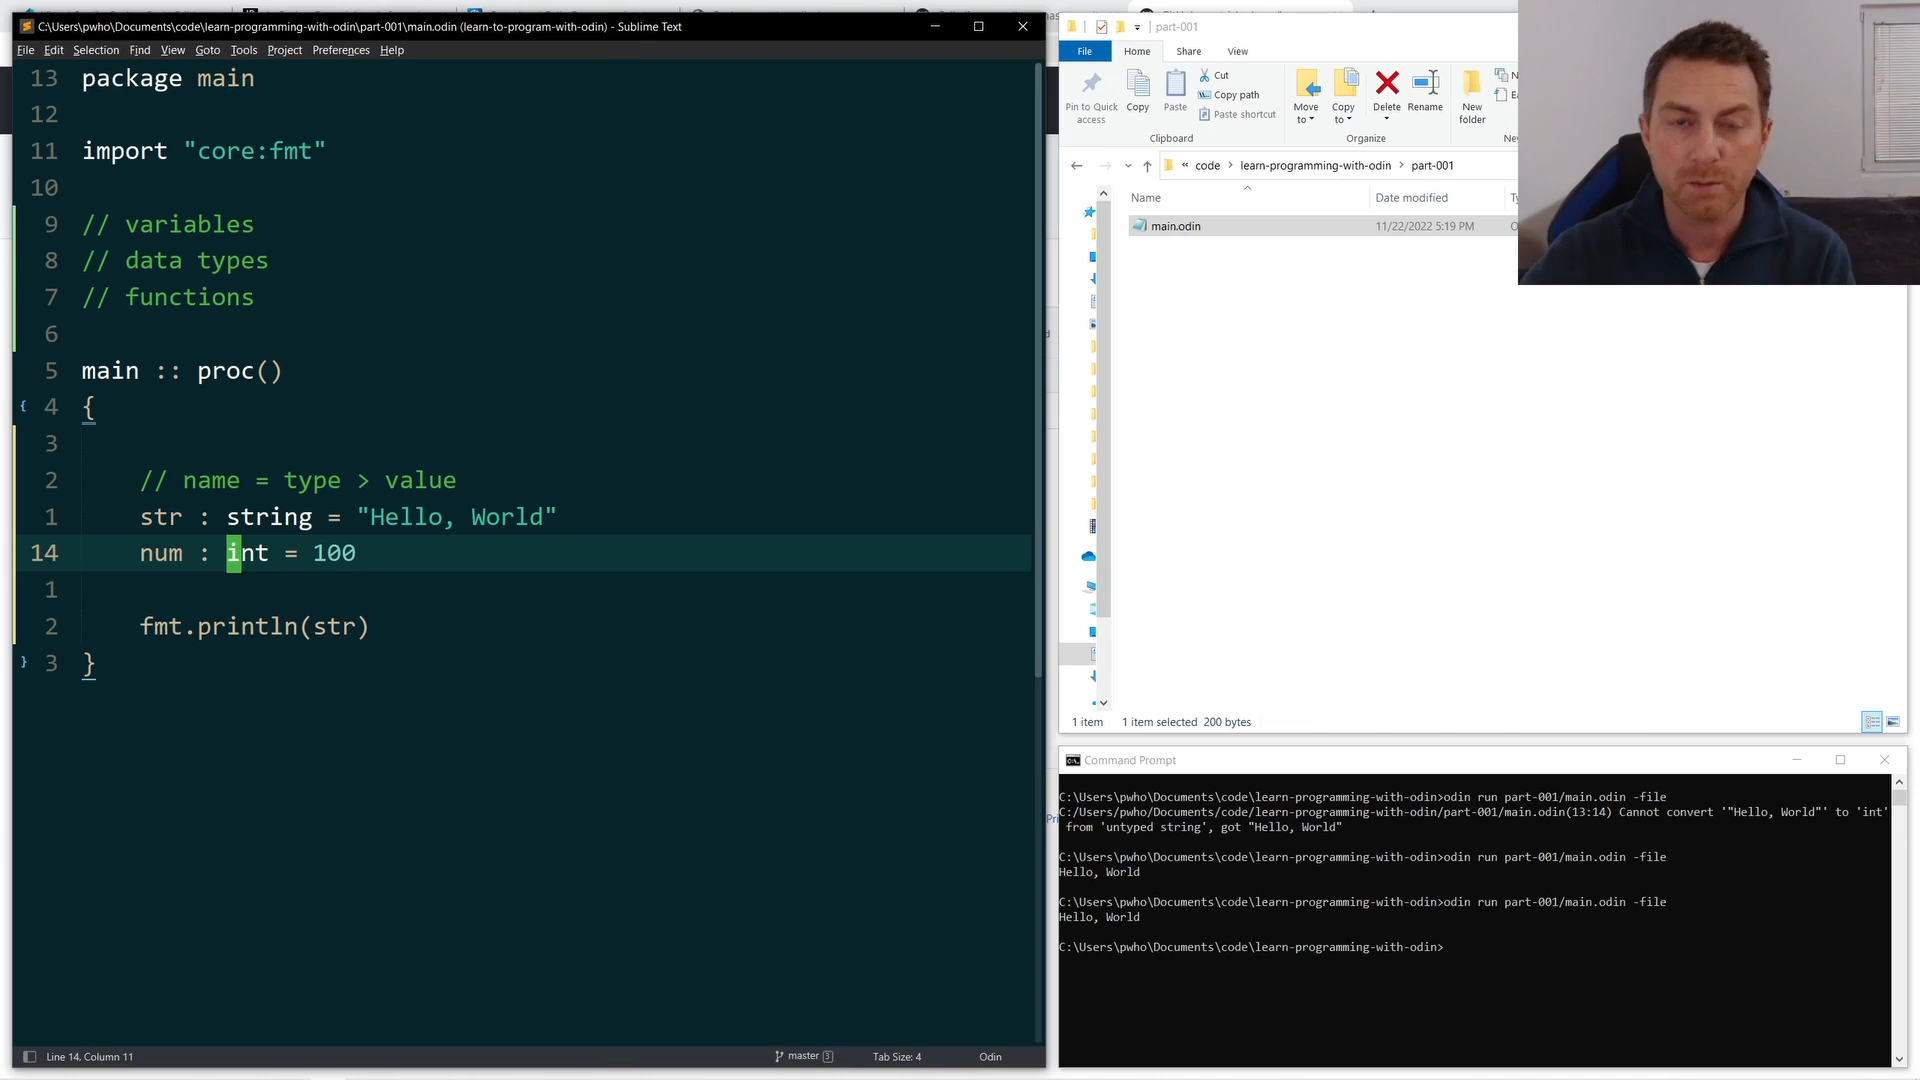 C:\Users\pwho\Documents\code\learn-programming-with-odin\part-001\main.odin (learn-to-program-with-odin) - Sublime Text
File Edit Selection Find View Goto Tools Project Preferences Help
13 package main
12
11 import "core:fmt"
10
9 // variables
8 // data types
7 // functions
6
5 main :: proc()
4 {
3
2 // name = type > value
1 str : string = "Hello, World"
14 num : int = 100
1
2 fmt.println(str)
3 }
Line 14, Column 11 master 3 Tab Size: 4 Odin
part-001
File Home Share View
Pin to Quick access
Copy
Paste
Cut
Copy path
Paste shortcut
Clipboard
Move to
Copy to
Delete
Rename
Organize
New folder
« code > learn-programming-with-odin > part-001
Name Date modified
main.odin 11/22/2022 5:19 PM
1 item 1 item selected 200 bytes
Command Prompt
C:\Users\pwho\Documents\code\learn-programming-with-odin>odin run part-001/main.odin -file
C:/Users/pwho/Documents/code/learn-programming-with-odin/part-001/main.odin(13:14) Cannot convert '"Hello, World"' to 'int'
from 'untyped string', got "Hello, World"
C:\Users\pwho\Documents\code\learn-programming-with-odin>odin run part-001/main.odin -file
Hello, World
C:\Users\pwho\Documents\code\learn-programming-with-odin>odin run part-001/main.odin -file
Hello, World
C:\Users\pwho\Documents\code\learn-programming-with-odin>